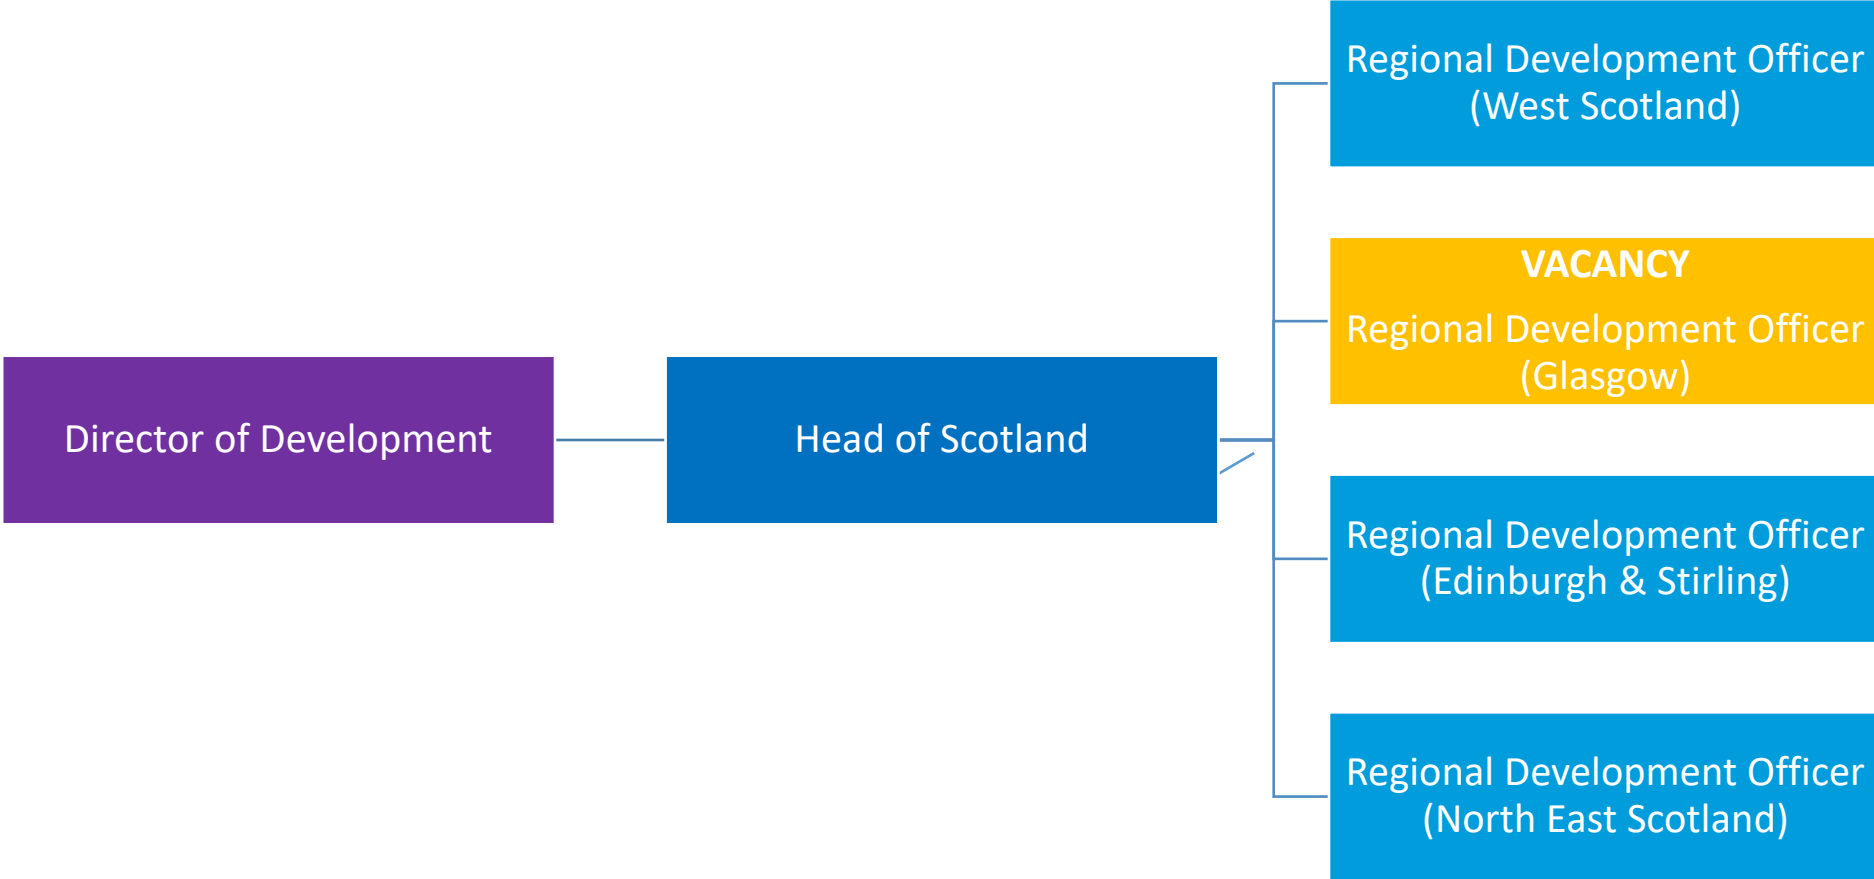 Director of Development
Head of Scotland
Regional Development Officer
(West Scotland)
VACANCY
Regional Development Officer
(Glasgow)
Regional Development Officer
(Edinburgh & Stirling)
Regional Development Officer
(North East Scotland)